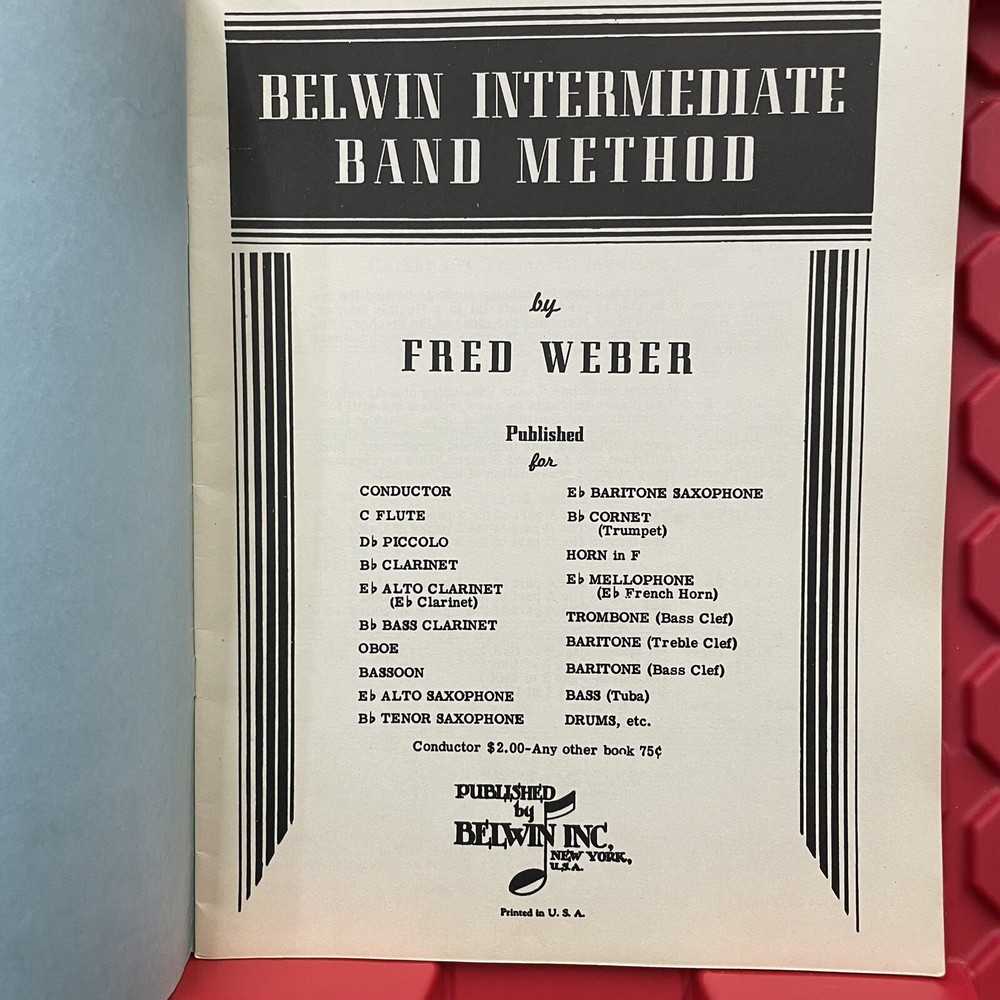 BELWIN INTERMEDIATE
BAND METHOD
by
FRED WEBER
Published
for
CONDUCTOR
C FLUTE
D♭ PICCOLO
B♭ CLARINET
E♭ ALTO CLARINET
(E♭ Clarinet)
B♭ BASS CLARINET
OBOE
BASSOON
E♭ ALTO SAXOPHONE
B♭ TENOR SAXOPHONE
E♭ BARITONE SAXOPHONE
B♭ CORNET
(Trumpet)
HORN in F
E♭ MELLOPHONE
(E♭ French Horn)
TROMBONE (Bass Clef)
BARITONE (Treble Clef)
BARITONE (Bass Clef)
BASS (Tuba)
DRUMS, etc.
Conductor $2.00-Any other book 75¢
PUBLISHED
by
BELWIN INC,
NEW YORK,
U.S.A.
Printed in U. S. A.